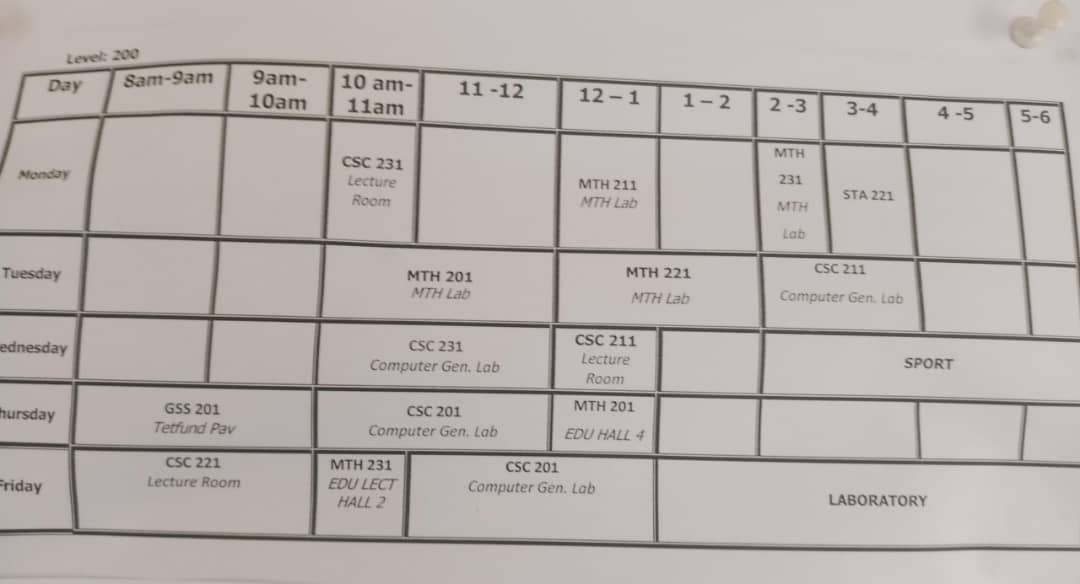 Level: 200
Day 8am-9am 9am-10am 10 am-11am 11 -12 12 – 1 1 – 2 2 -3 3-4 4 -5 5-6
Monday
CSC 231
Lecture
Room
MTH 211
MTH Lab
MTH
231
MTH
Lab
STA 221
Tuesday
MTH 201
MTH Lab
MTH 221
MTH Lab
CSC 211
Computer Gen. Lab
ednesday
CSC 231
Computer Gen. Lab
CSC 211
Lecture
Room
SPORT
hursday
GSS 201
Tetfund Pav
CSC 201
Computer Gen. Lab
MTH 201
EDU HALL 4
Friday
CSC 221
Lecture Room
MTH 231
EDU LECT
HALL 2
CSC 201
Computer Gen. Lab
LABORATORY